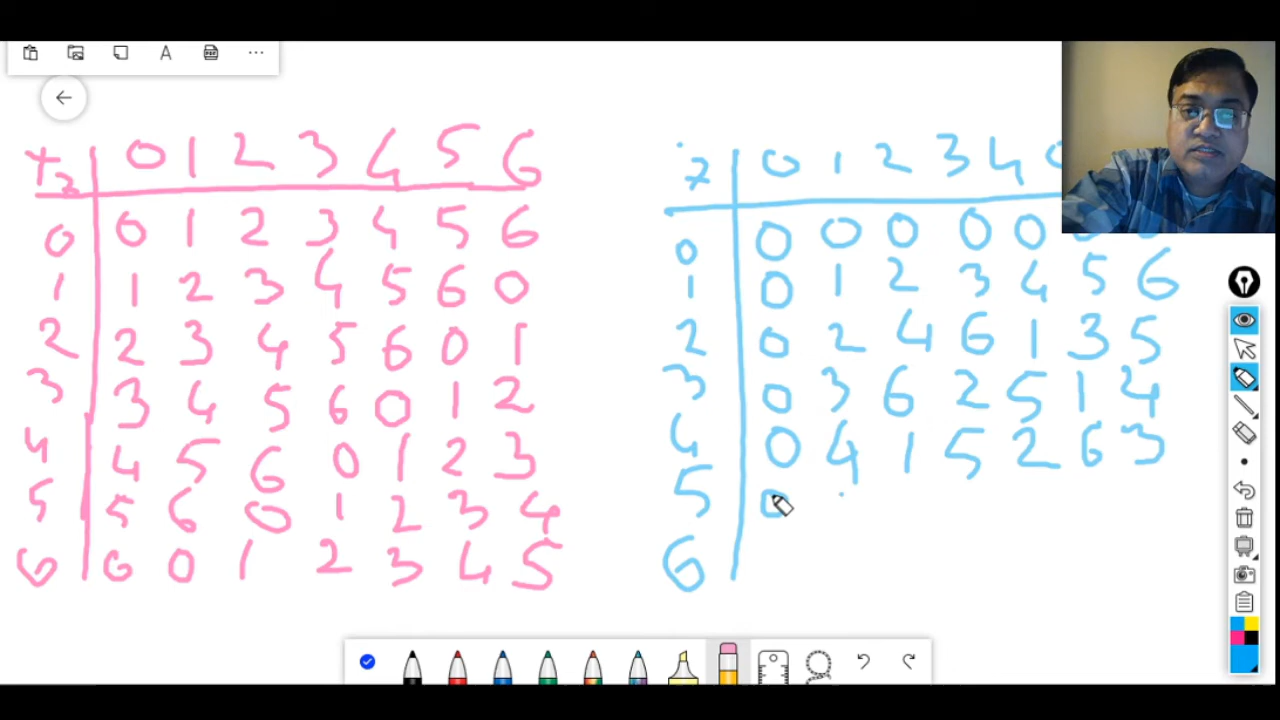 +₇ 0 1 2 3 4 5 6
0 0 1 2 3 4 5 6
1 1 2 3 4 5 6 0
2 2 3 4 5 6 0 1
3 3 4 5 6 0 1 2
4 4 5 6 0 1 2 3
5 5 6 0 1 2 3 4
6 6 0 1 2 3 4 5
·₇ 0 1 2 3 4
0 0 0 0 0 0
1 0 1 2 3 4 5 6
2 0 2 4 6 1 3 5
3 0 3 6 2 5 1 4
4 0 4 1 5 2 6 3
5 0
6
A
PDF